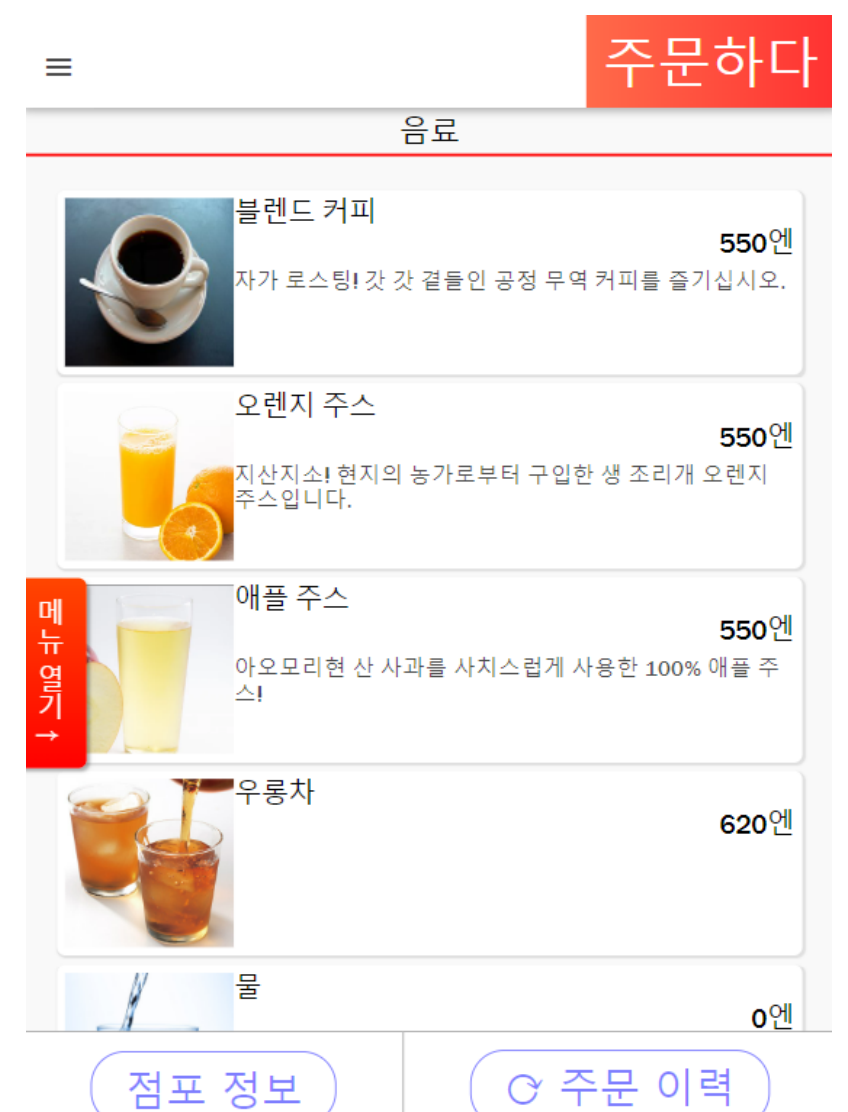 주문하다
음료
블렌드 커피
550엔
자가 로스팅! 갓 갓 곁들인 공정 무역 커피를 즐기십시오.
오렌지 주스
550엔
지산지소! 현지의 농가로부터 구입한 생 조리개 오렌지
주스입니다.
애플 주스
550엔
아오모리현 산 사과를 사치스럽게 사용한 100% 애플 주
스!
메뉴 열기→
우롱차
620엔
물
0엔
점포 정보
주문 이력